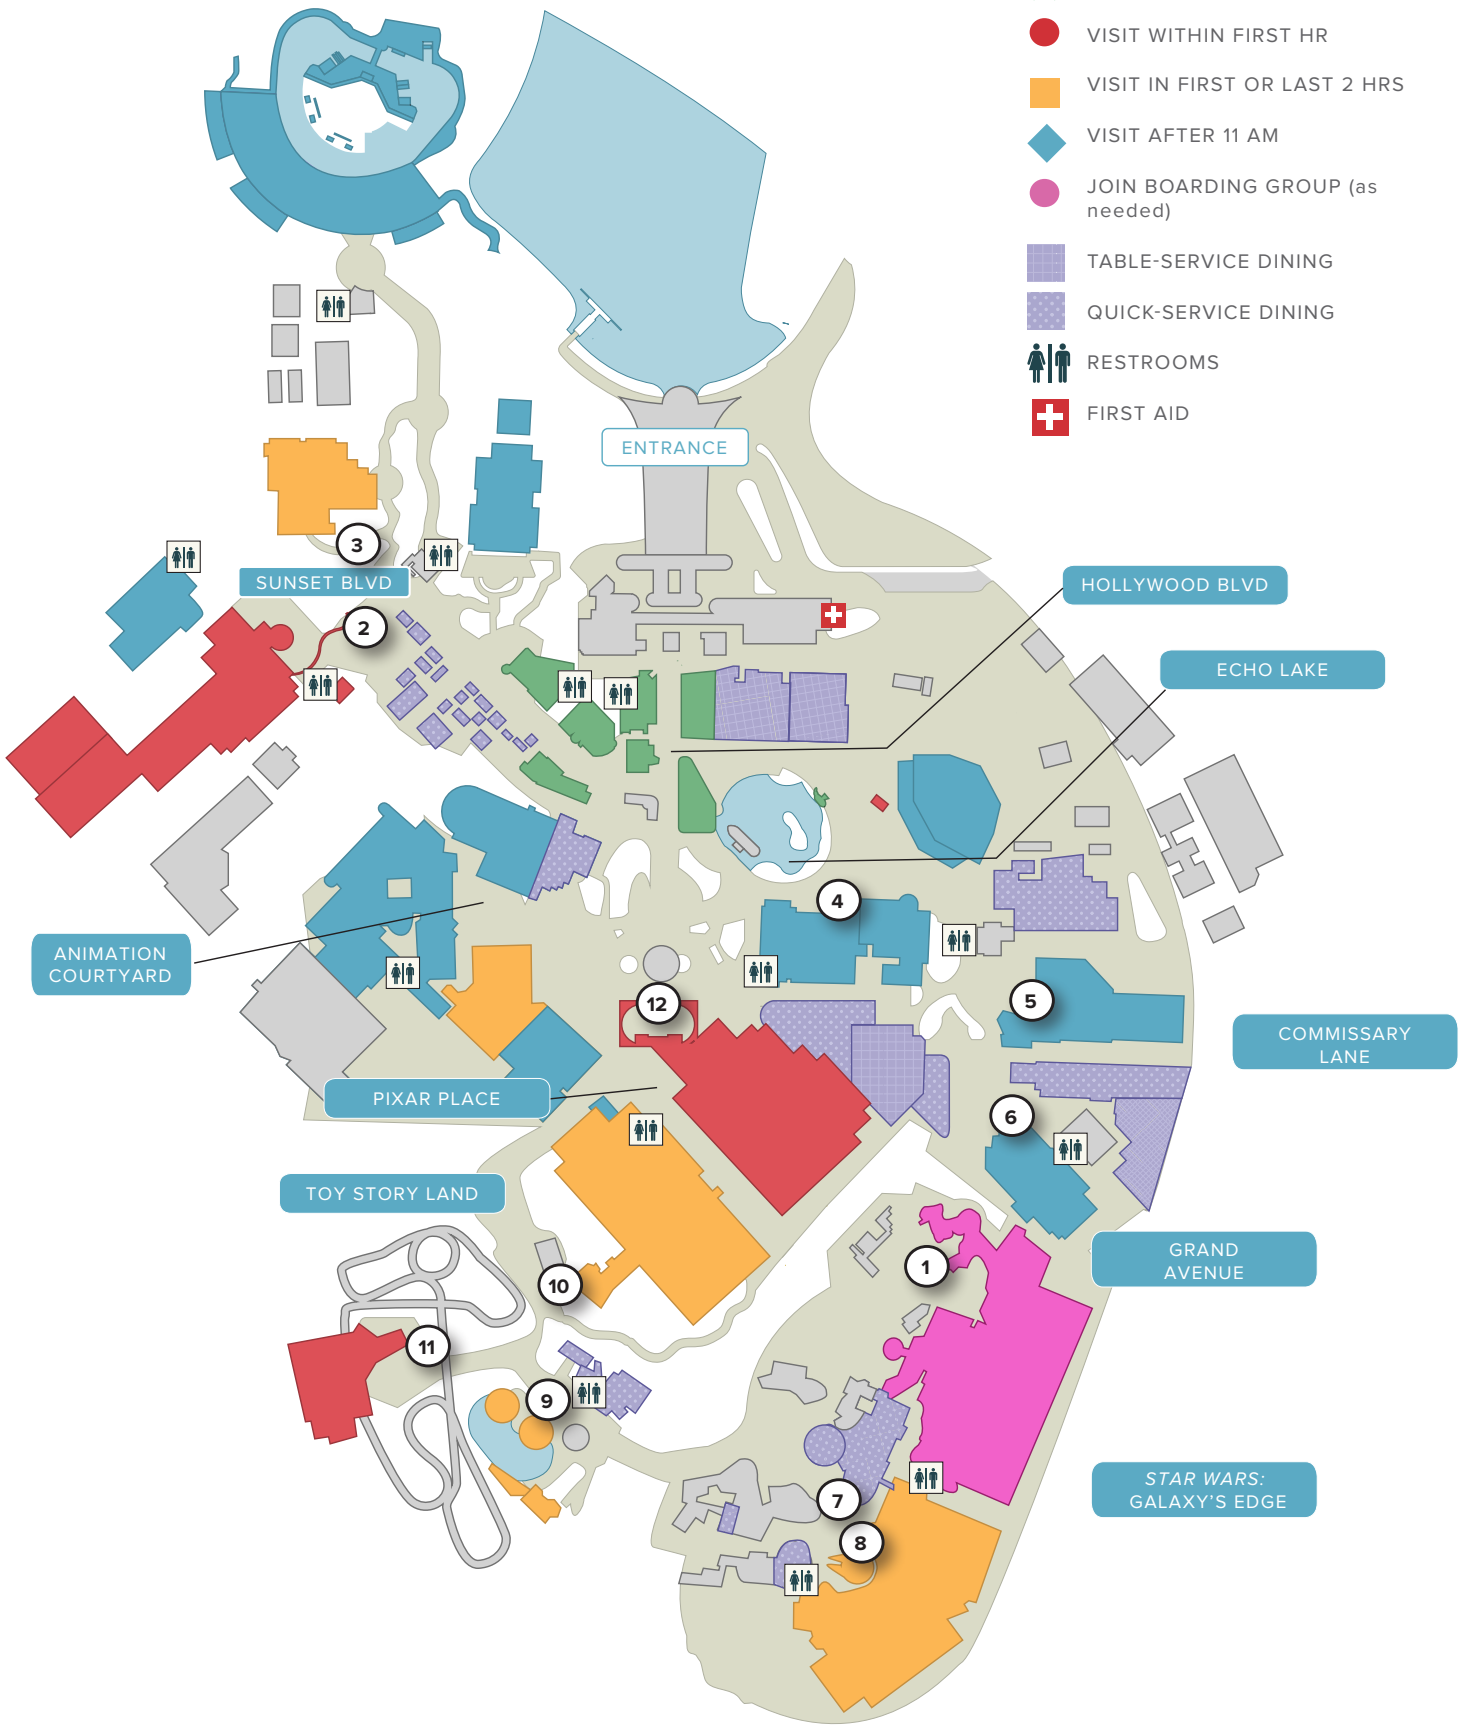 VISIT WITHIN FIRST HR
VISIT IN FIRST OR LAST 2 HRS
VISIT AFTER 11 AM
JOIN BOARDING GROUP (as
needed)
TABLE-SERVICE DINING
QUICK-SERVICE DINING
RESTROOMS
FIRST AID
ENTRANCE
3
SUNSET BLVD
HOLLYWOOD BLVD
2
ECHO LAKE
4
ANIMATION
COURTYARD
5
12
COMMISSARY
LANE
PIXAR PLACE
6
TOY STORY LAND
GRAND
AVENUE
1
10
11
9
STAR WARS:
GALAXY'S EDGE
7
8